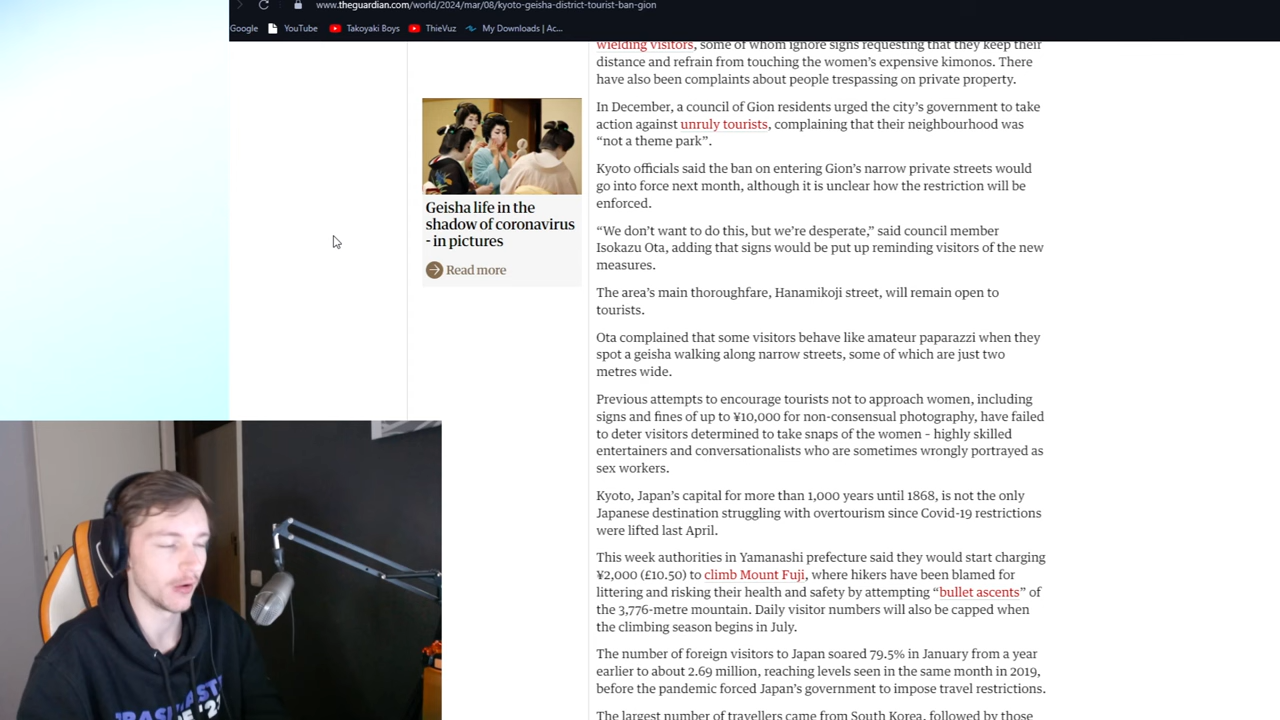 www.theguardian.com/world/2024/mar/08/kyoto-geisha-district-tourist-ban-gion
Google YouTube Takoyaki Boys ThieVuz My Downloads | Ac...
wielding visitors, some of whom ignore signs requesting that they keep their
distance and refrain from touching the women's expensive kimonos. There
have also been complaints about people trespassing on private property.
In December, a council of Gion residents urged the city's government to take
action against unruly tourists, complaining that their neighbourhood was
“not a theme park”.
Kyoto officials said the ban on entering Gion's narrow private streets would
go into force next month, although it is unclear how the restriction will be
enforced.
“We don't want to do this, but we're desperate,” said council member
Isokazu Ota, adding that signs would be put up reminding visitors of the new
measures.
The area's main thoroughfare, Hanamikoji street, will remain open to
tourists.
Ota complained that some visitors behave like amateur paparazzi when they
spot a geisha walking along narrow streets, some of which are just two
metres wide.
Previous attempts to encourage tourists not to approach women, including
signs and fines of up to ¥10,000 for non-consensual photography, have failed
to deter visitors determined to take snaps of the women – highly skilled
entertainers and conversationalists who are sometimes wrongly portrayed as
sex workers.
Kyoto, Japan's capital for more than 1,000 years until 1868, is not the only
Japanese destination struggling with overtourism since Covid-19 restrictions
were lifted last April.
This week authorities in Yamanashi prefecture said they would start charging
¥2,000 (£10.50) to climb Mount Fuji, where hikers have been blamed for
littering and risking their health and safety by attempting “bullet ascents” of
the 3,776-metre mountain. Daily visitor numbers will also be capped when
the climbing season begins in July.
The number of foreign visitors to Japan soared 79.5% in January from a year
earlier to about 2.69 million, reaching levels seen in the same month in 2019,
before the pandemic forced Japan's government to impose travel restrictions.
The largest number of travellers came from South Korea, followed by those
Geisha life in the
shadow of coronavirus
- in pictures
Read more